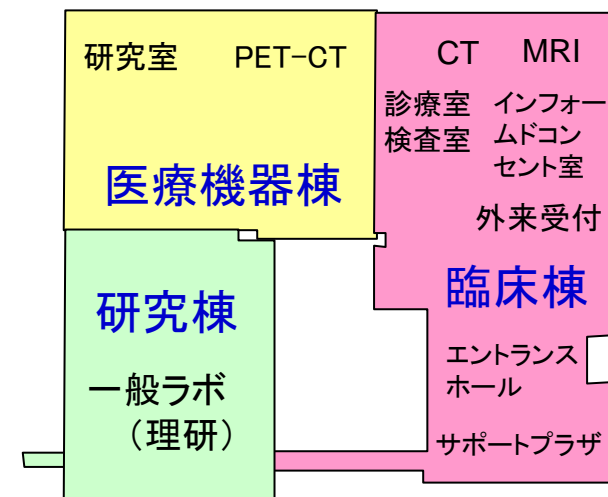 研究室 PET-CT
医療機器棟
CT MRI
診療室
検査室
インフォー
ムドコン
セント室
外来受付
臨床棟
エントランス
ホール
サポートプラザ
研究棟
一般ラボ
（理研）